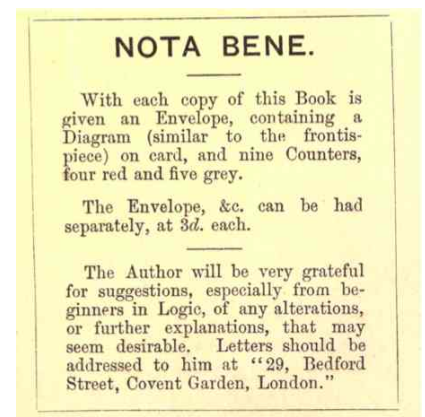 NOTA BENE.
With each copy of this Book is
given an Envelope, containing a
Diagram (similar to the frontis-
piece) on card, and nine Counters,
four red and five grey.
The Envelope, &c. can be had
separately, at 3d. each.
The Author will be very grateful
for suggestions, especially from be-
ginners in Logic, of any alterations,
or further explanations, that may
seem desirable. Letters should be
addressed to him at "29, Bedford
Street, Covent Garden, London."